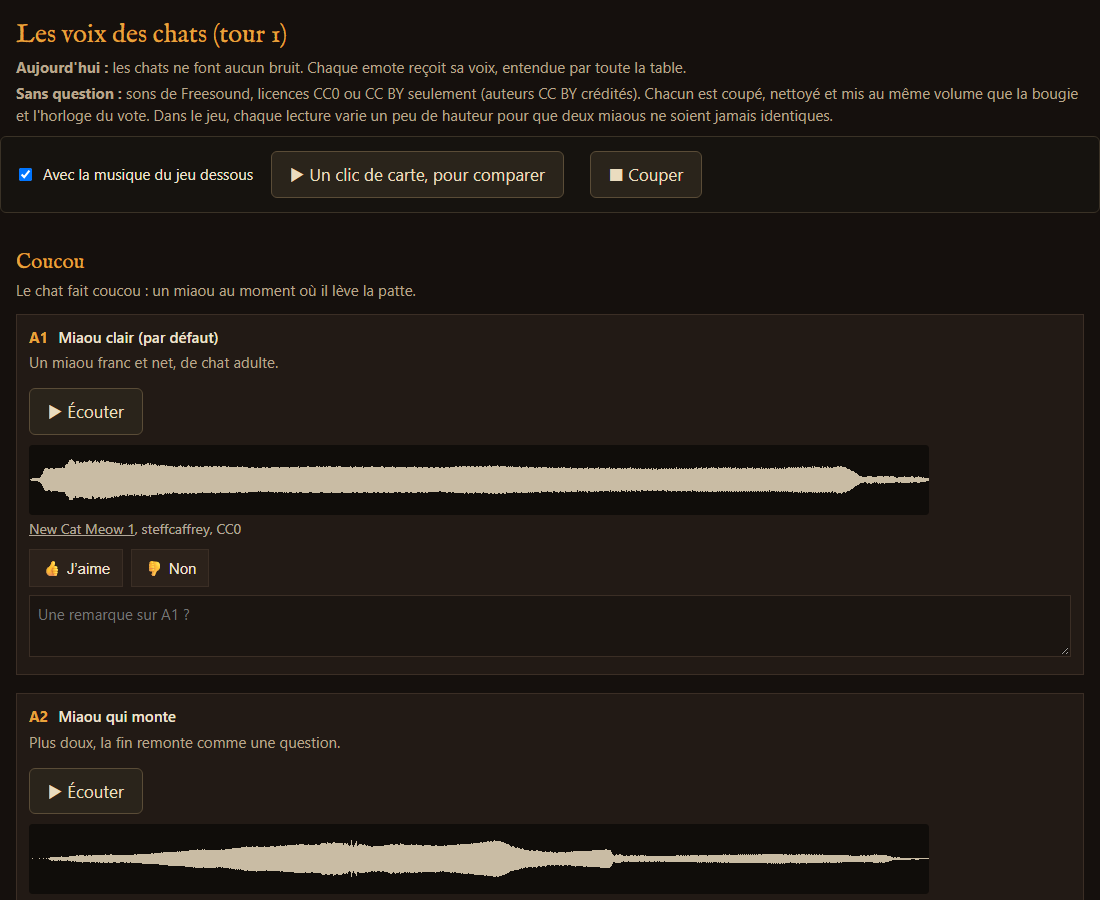 Les voix des chats (tour 1)
Aujourd'hui : les chats ne font aucun bruit. Chaque emote reçoit sa voix, entendue par toute la table.
Sans question : sons de Freesound, licences CC0 ou CC BY seulement (auteurs CC BY crédités). Chacun est coupé, nettoyé et mis au même volume que la bougie
et l'horloge du vote. Dans le jeu, chaque lecture varie un peu de hauteur pour que deux miaous ne soient jamais identiques.
Avec la musique du jeu dessous
▶ Un clic de carte, pour comparer
■ Couper
Coucou
Le chat fait coucou : un miaou au moment où il lève la patte.
A1 Miaou clair (par défaut)
Un miaou franc et net, de chat adulte.
▶ Écouter
New Cat Meow 1, steffcaffrey, CC0
👍 J'aime
👎 Non
Une remarque sur A1 ?
A2 Miaou qui monte
Plus doux, la fin remonte comme une question.
▶ Écouter